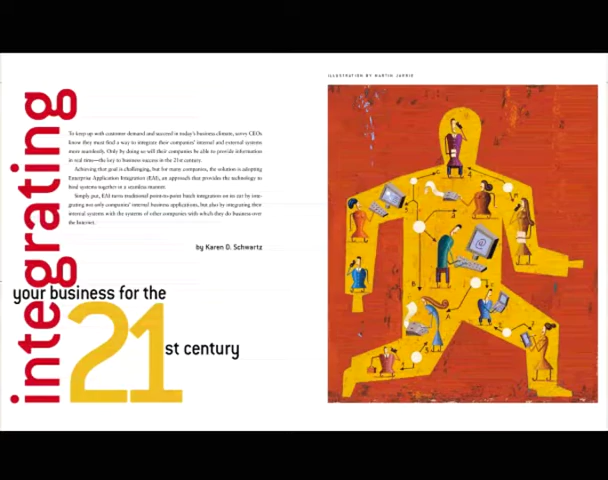 ILLUSTRATION BY MARTIN JARRIE
integrating
To keep up with customer demand and succeed in today's business climate, savvy CEOs
know they must find a way to integrate their companies' internal and external systems
more seamlessly. Only by doing so will their companies be able to provide information
in real time—the key to business success in the 21st century.
Achieving that goal is challenging, but for many companies, the solution is adopting
Enterprise Application Integration (EAI), an approach that provides the technology to
bond systems together in a seamless manner.
Simply put, EAI turns traditional point-to-point batch integration on its ear by inte-
grating not only companies' internal business applications, but also by integrating their
internal systems with the systems of other companies with which they do business over
the Internet.
by Karen D. Schwartz
your business for the
21st century